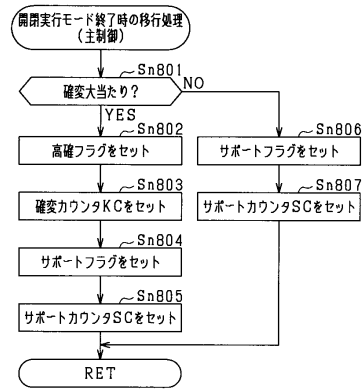 開閉実行モード終了時の移行処理
(主制御)
Sn801
確変大当たり?
NO
YES
Sn802
高確フラグをセット
Sn803
確変カウンタKCをセット
Sn804
サポートフラグをセット
Sn805
サポートカウンタSCをセット
Sn806
サポートフラグをセット
Sn807
サポートカウンタSCをセット
RET